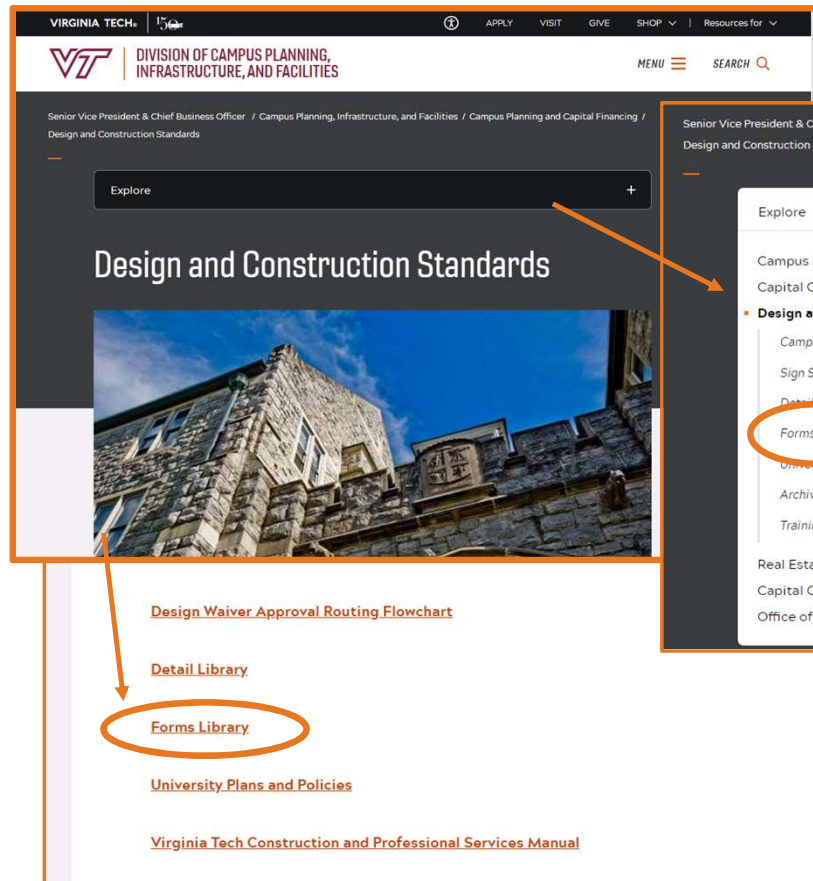 VIRGINIA TECH.
APPLY VISIT GIVE SHOP | Resources for
VT
DIVISION OF CAMPUS PLANNING,
INFRASTRUCTURE, AND FACILITIES
MENU SEARCH
Senior Vice President & Chief Business Officer / Campus Planning, Infrastructure, and Facilities / Campus Planning and Capital Financing /
Design and Construction Standards
Explore +
Design and Construction Standards
Senior Vice President &
Design and Construction
Explore
Campus
Capital
Design
Sign
Forms
Real
Capital
Office of
Design Waiver Approval Routing Flowchart
Detail Library
Forms Library
University Plans and Policies
Virginia Tech Construction and Professional Services Manual